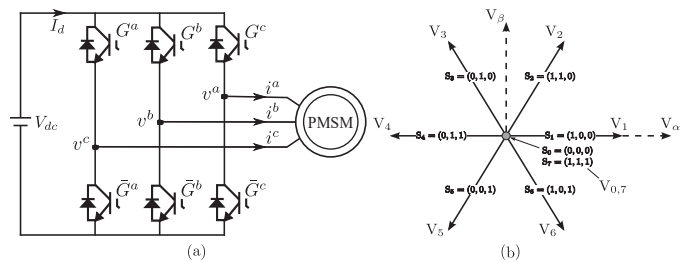 I_d
G^a
G^b
G^c
V_dc
v^a
v^b
v^c
i^a
i^b
i^c
PMSM
Ḡ^a
Ḡ^b
Ḡ^c
(a)
V_β
V_3
V_2
S_3 = (0,1,0)
S_2 = (1,1,0)
V_4
S_4 = (0,1,1)
S_1 = (1,0,0)
V_1
V_α
S_0 = (0,0,0)
S_7 = (1,1,1)
S_5 = (0,0,1)
S_6 = (1,0,1)
V_0,7
V_5
V_6
(b)